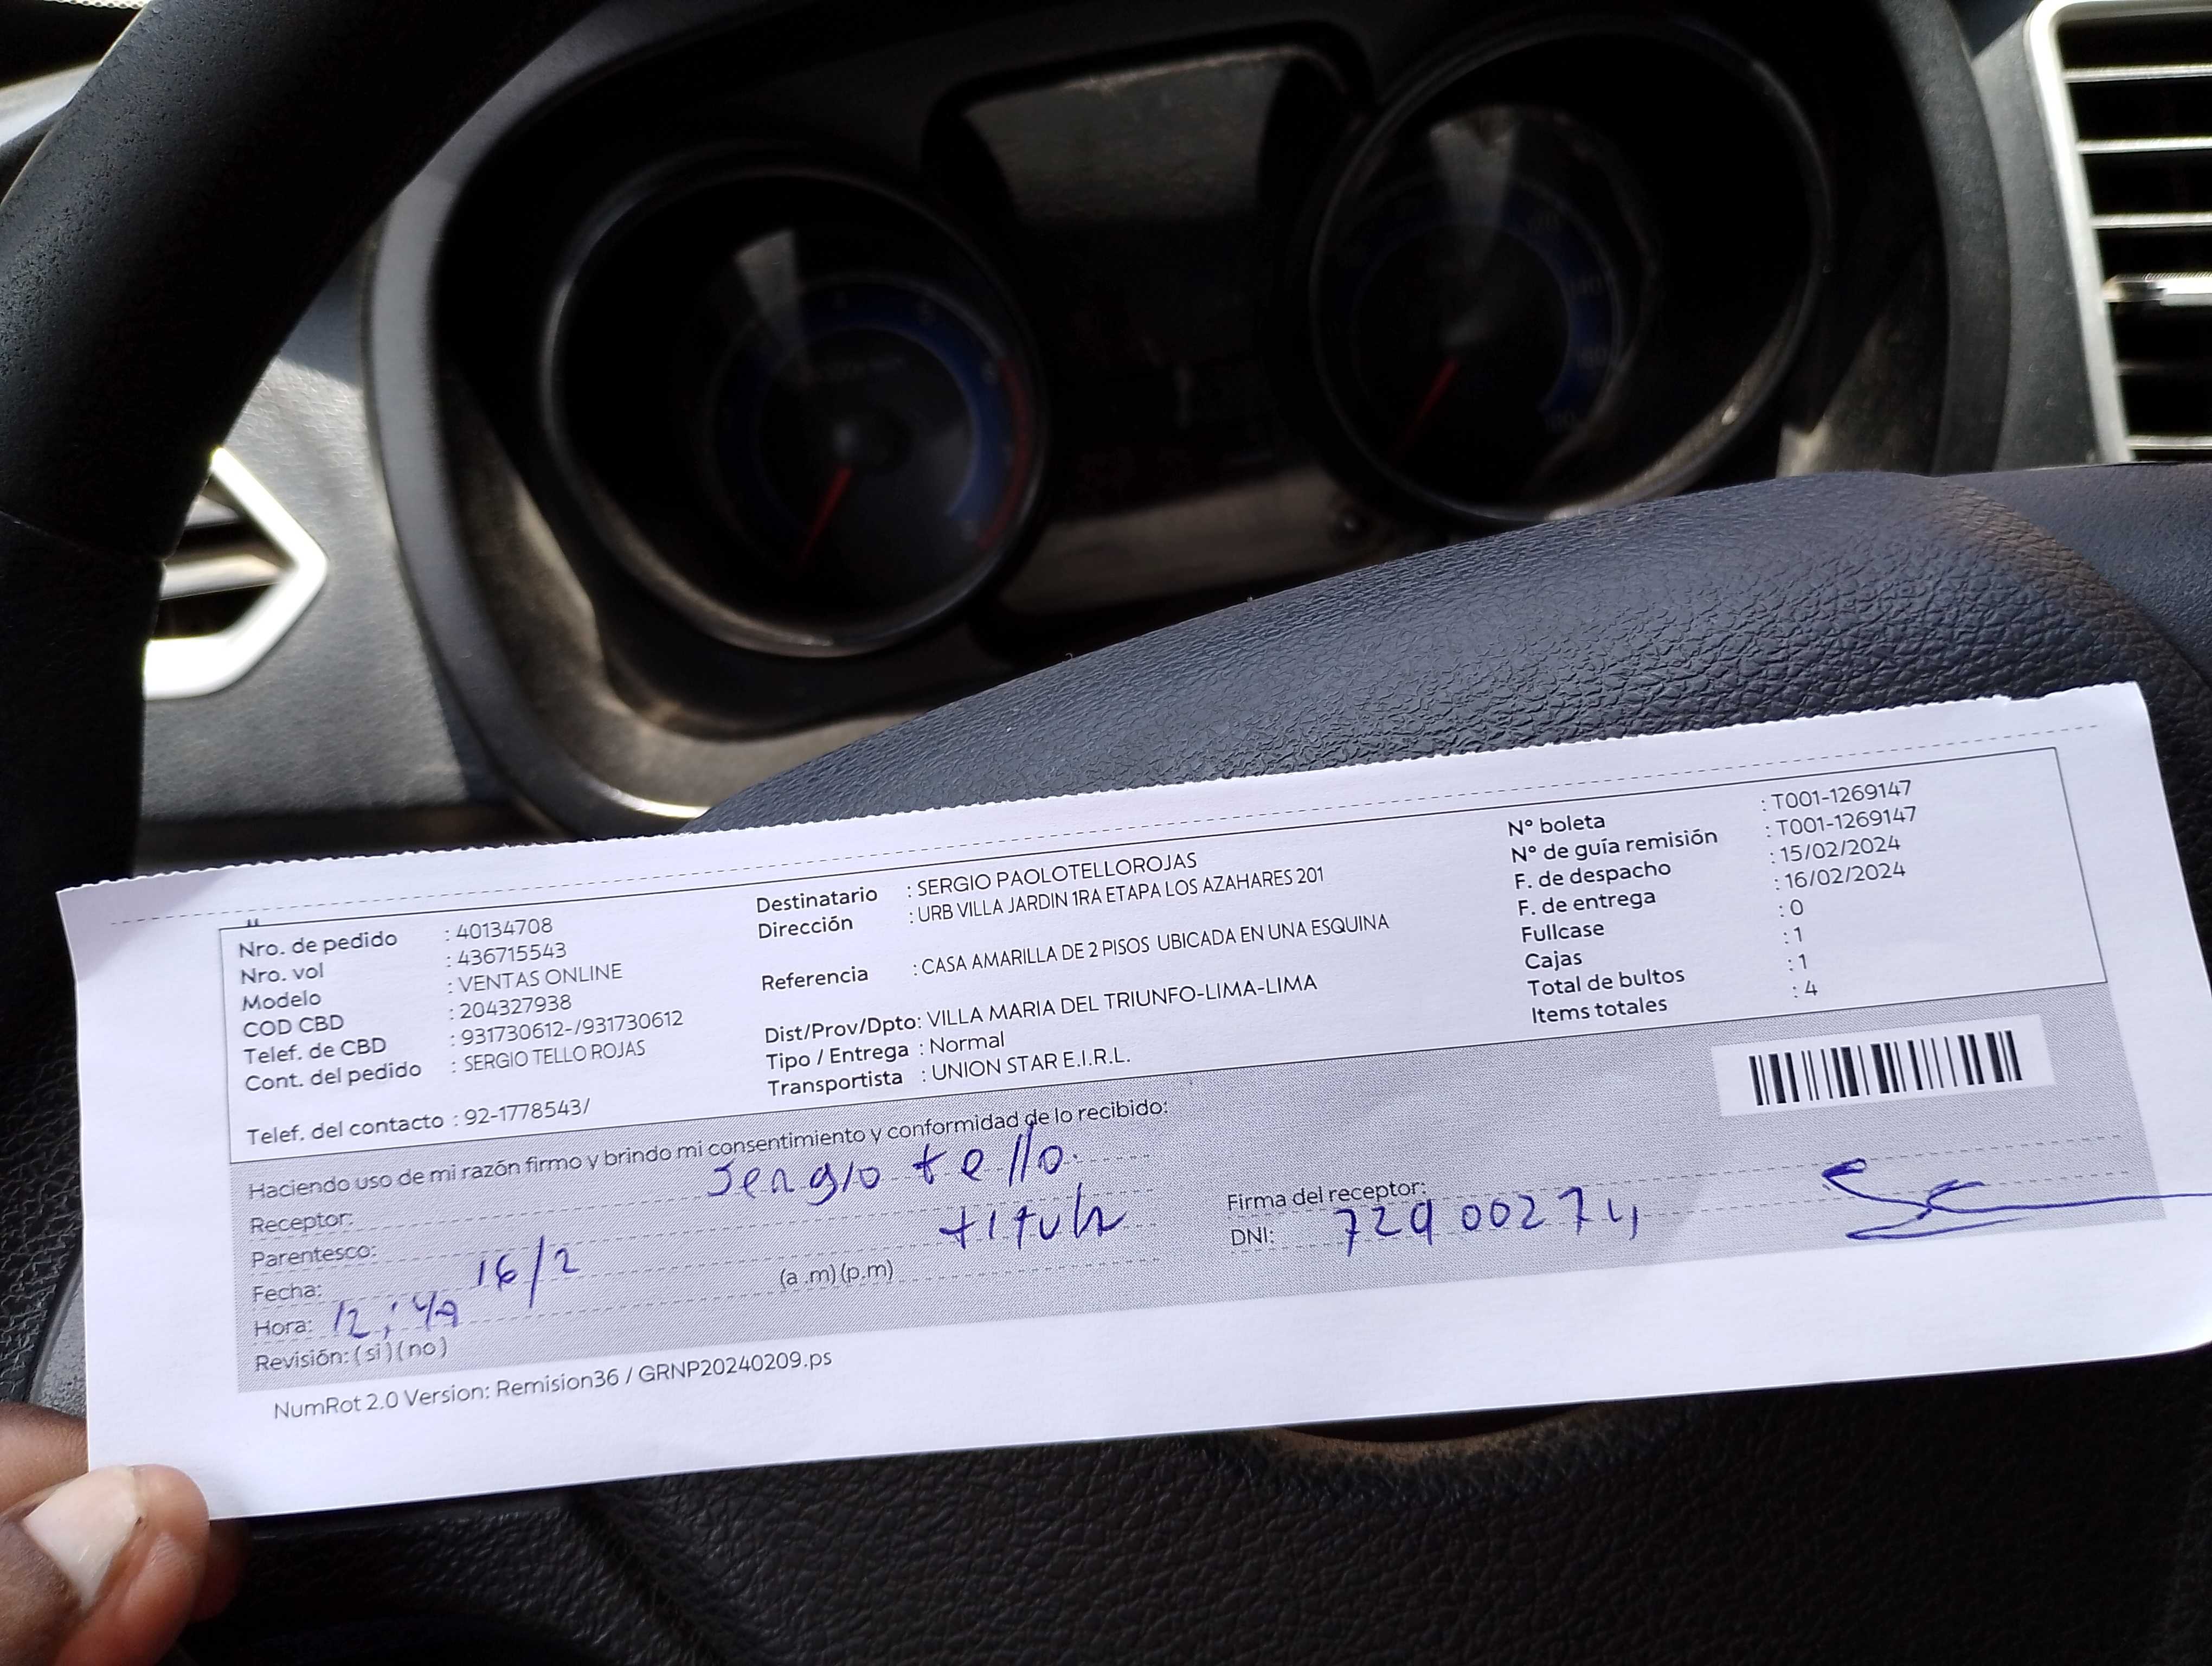 Nro. de pedido : 40134708
Nro. vol : 436715543
Modelo : VENTAS ONLINE
COD CBD : 204327938
Telef. de CBD : 931730612-/931730612
Cont. del pedido : SERGIO TELLO ROJAS
Telef. del contacto : 92-1778543/
Destinatario : SERGIO PAOLOTELLOROJAS
Dirección : URB VILLA JARDIN 1RA ETAPA LOS AZAHARES 201
Referencia : CASA AMARILLA DE 2 PISOS UBICADA EN UNA ESQUINA
Dist/Prov/Dpto: VILLA MARIA DEL TRIUNFO-LIMA-LIMA
Tipo / Entrega : Normal
Transportista : UNION STAR E.I.R.L.
N° boleta : T001-1269147
N° de guía remisión : T001-1269147
F. de despacho : 15/02/2024
F. de entrega : 16/02/2024
Fullcase : 0
Cajas : 1
Total de bultos : 1
Items totales : 4
Haciendo uso de mi razón firmo y brindo mi consentimiento y conformidad de lo recibido:
Receptor: Sergio tello.
Parentesco: titular
Fecha: 16/2
Hora: 12:49 (a.m)(p.m)
Revisión: (si)(no)
Firma del receptor:
DNI: 72900274
NumRot 2.0 Version: Remision36 / GRNP20240209.ps